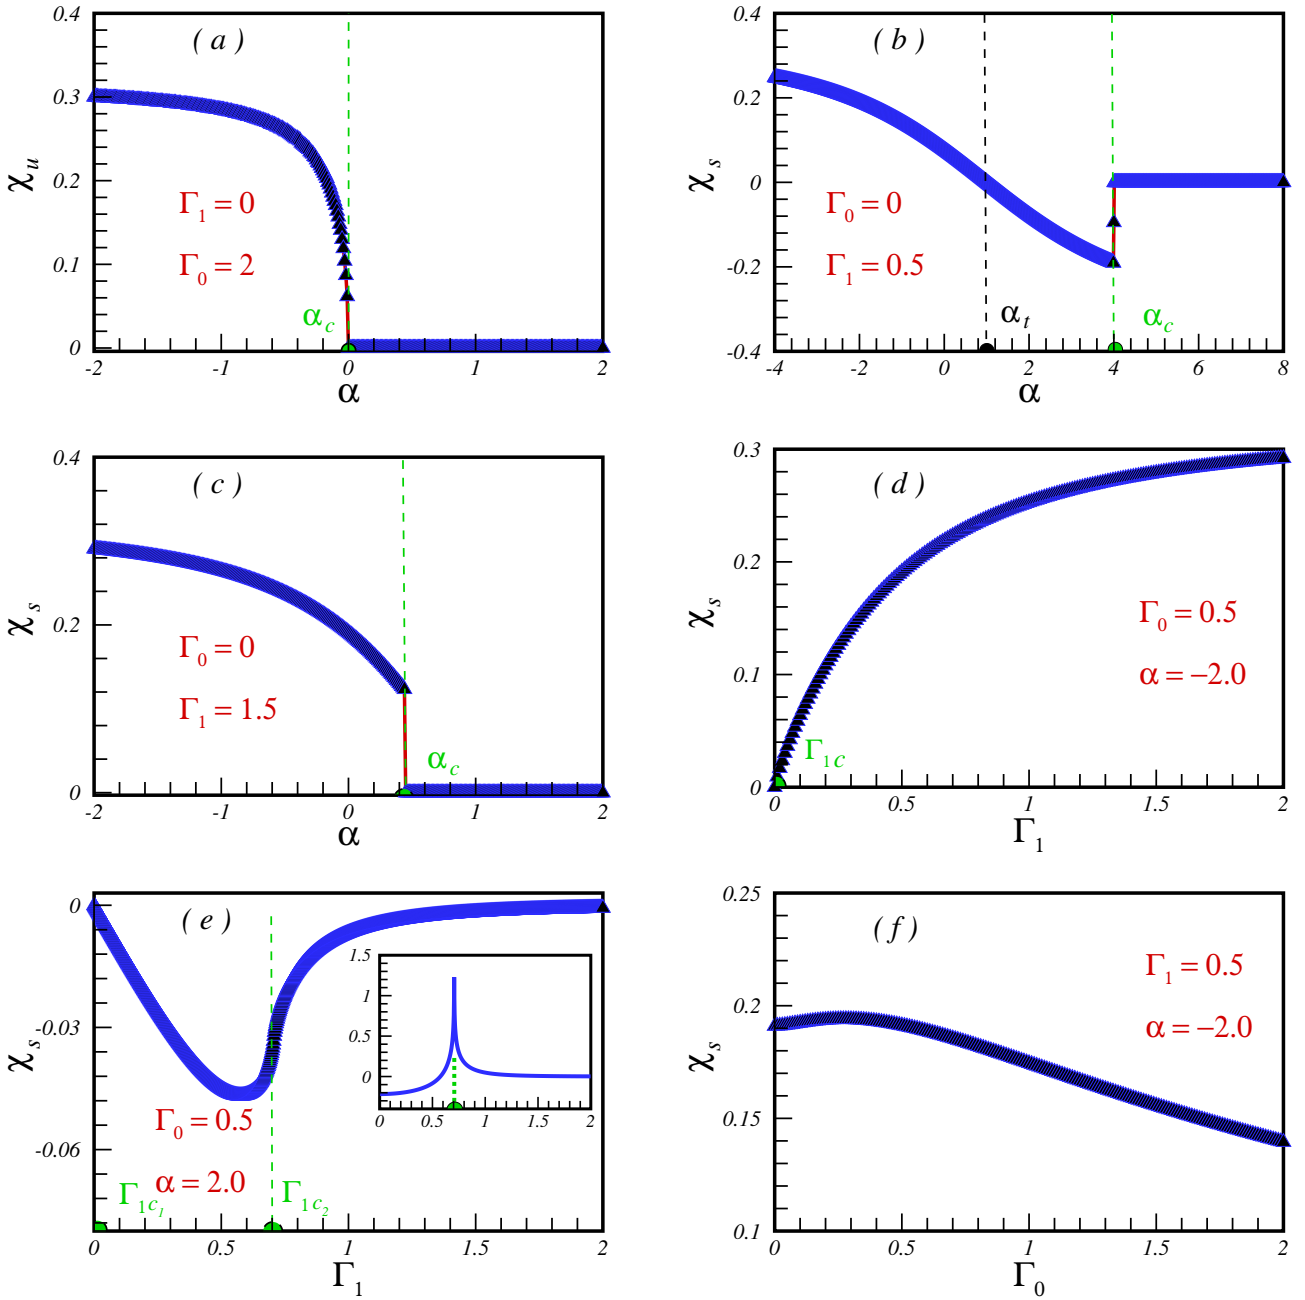 ( a )
0.4
0.3
0.2
0.1
0
χu
Γ1 = 0
Γ0 = 2
αc
-2
-1
0
1
2
α
( b )
0.4
0.2
0
-0.2
-0.4
χs
Γ0 = 0
Γ1 = 0.5
αt
αc
-4
-2
0
2
4
6
8
α
( c )
0.4
0.2
0
χs
Γ0 = 0
Γ1 = 1.5
αc
-2
-1
0
1
2
α
( d )
0.3
0.2
0.1
0
χs
Γ0 = 0.5
α = −2.0
Γ1c
0
0.5
1
1.5
2
Γ1
( e )
0
-0.03
-0.06
χs
1.5
1
0.5
0
0
0.5
1
1.5
2
Γ0 = 0.5
α = 2.0
Γ1c1
Γ1c2
0
0.5
1
1.5
2
Γ1
( f )
0.25
0.2
0.15
0.1
χs
Γ1 = 0.5
α = −2.0
0
0.5
1
1.5
2
Γ0